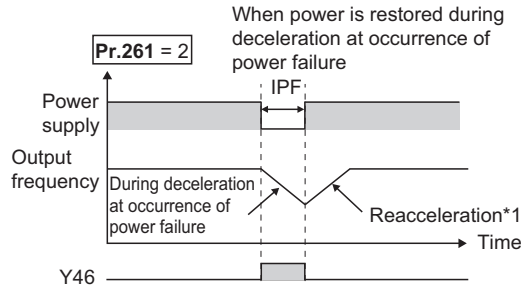 When power is restored during
deceleration at occurrence of
power failure
Pr.261 = 2
IPF
Power
supply
Output
frequency
During deceleration
at occurrence of
power failure
Reacceleration*1
Time
Y46